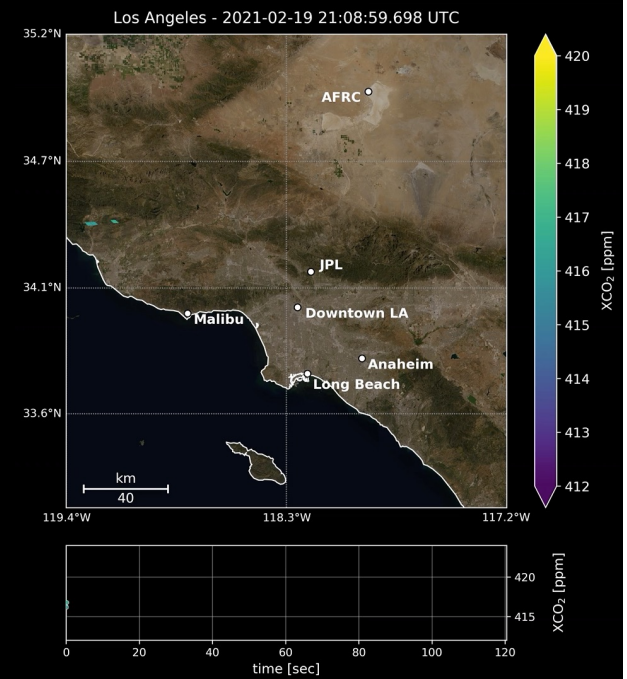 Los Angeles - 2021-02-19 21:08:59.698 UTC
35.2°N
34.7°N
34.1°N
33.6°N
119.4°W
118.3°W
117.2°W
AFRC
JPL
Downtown LA
Malibu
Anaheim
Long Beach
km
40
420
419
418
417
416
415
414
413
412
XCO₂ [ppm]
420
415
XCO₂ [ppm]
0 20 40 60 80 100 120
time [sec]